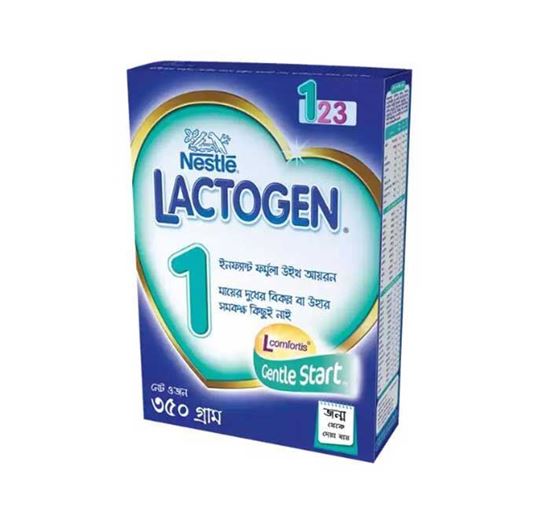 123
Nestlé
LACTOGEN®
1
ইনফ্যান্ট ফর্মুলা উইথ আয়রন
মায়ের দুধের বিকল্প বা উহার
সমকক্ষ কিছুই নাই
L comfortis®
Gentle Start
নেট ওজন
৩৫০ গ্রাম
জন্ম
থেকে
দেয়া যায়